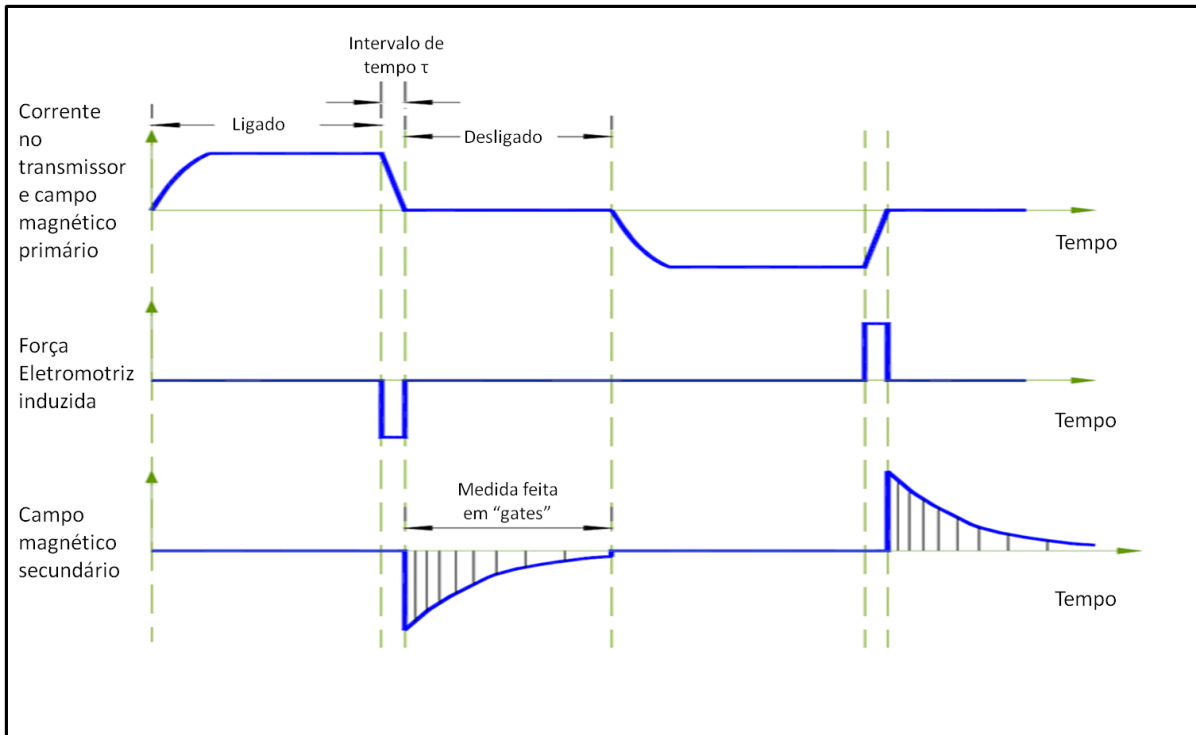 Intervalo de
tempo τ
Corrente
no
transmissor
e campo
magnético
primário
Ligado
Desligado
Tempo
Força
Eletromotriz
induzida
Tempo
Medida feita
em “gates”
Campo
magnético
secundário
Tempo